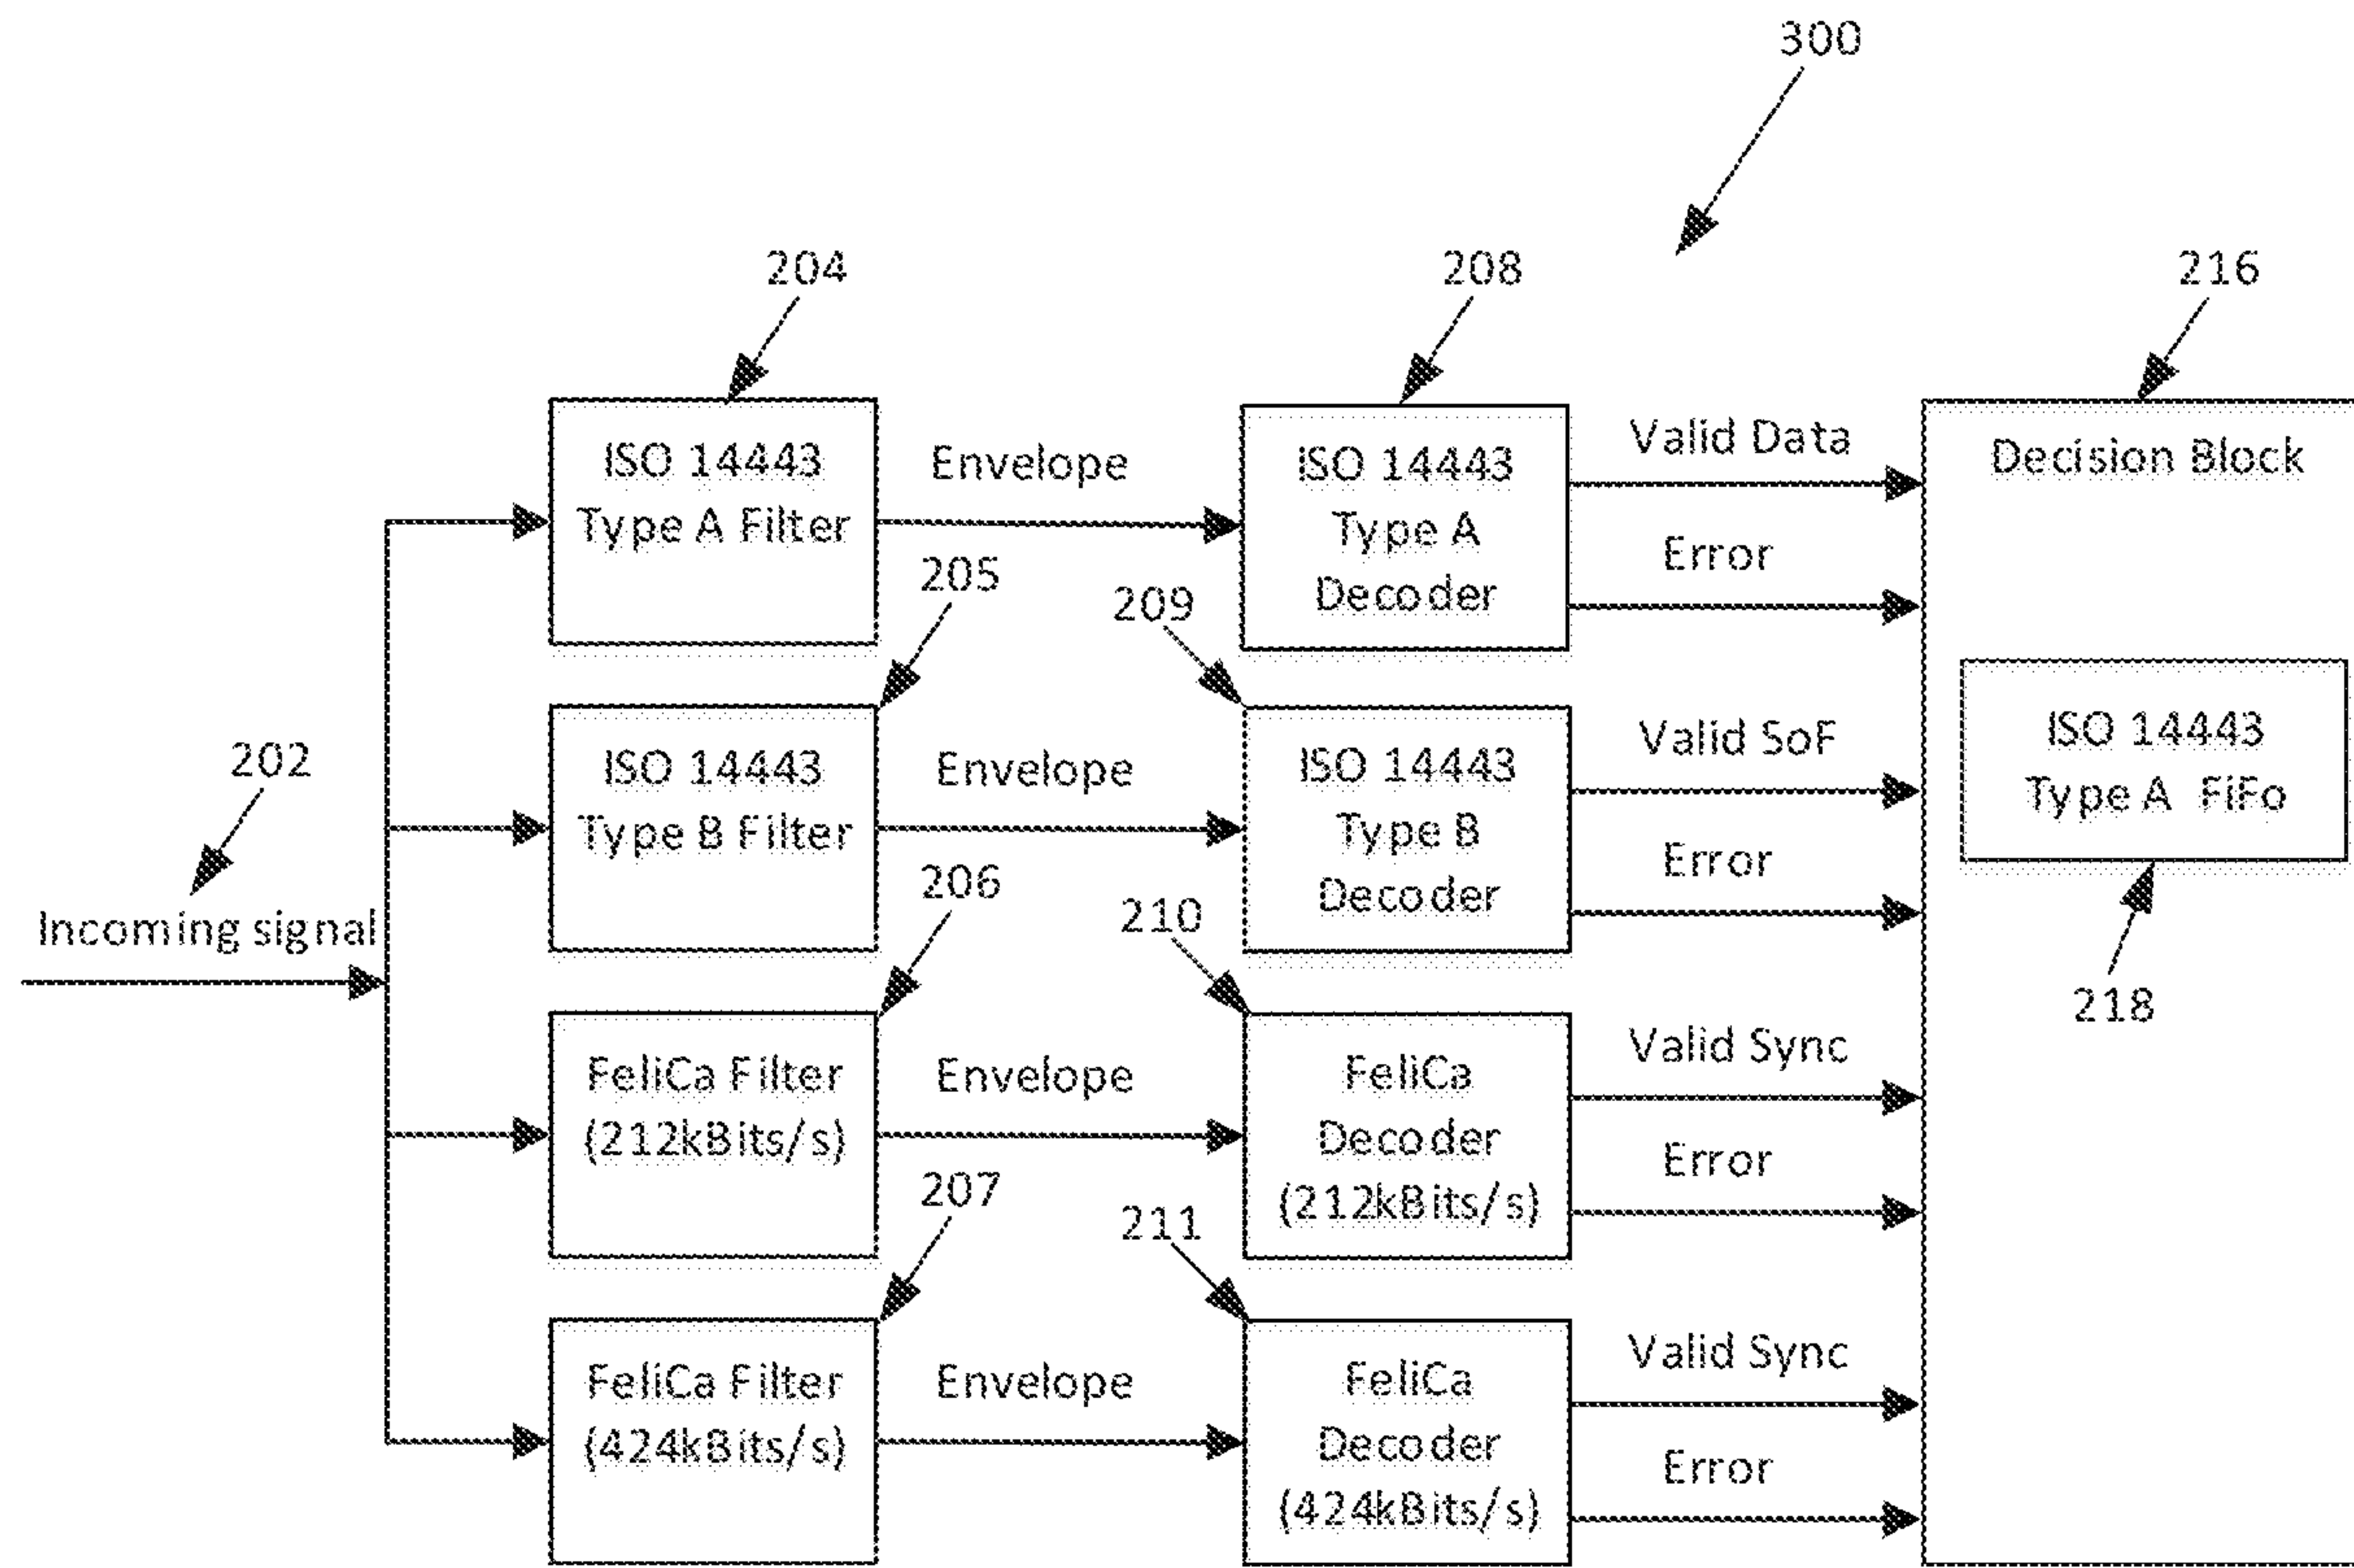 300
204
208
216
ISO 14443
Type A Filter
Envelope
ISO 14443
Type A
Decoder
Valid Data
Error
Decision Block
205
209
202
Incoming signal
ISO 14443
Type B Filter
Envelope
ISO 14443
Type B
Decoder
Valid SoF
Error
ISO 14443
Type A FiFo
218
206
210
FeliCa Filter
(212kBits/s)
Envelope
FeliCa
Decoder
(212kBits/s)
Valid Sync
Error
207
211
FeliCa Filter
(424kBits/s)
Envelope
FeliCa
Decoder
(424kBits/s)
Valid Sync
Error